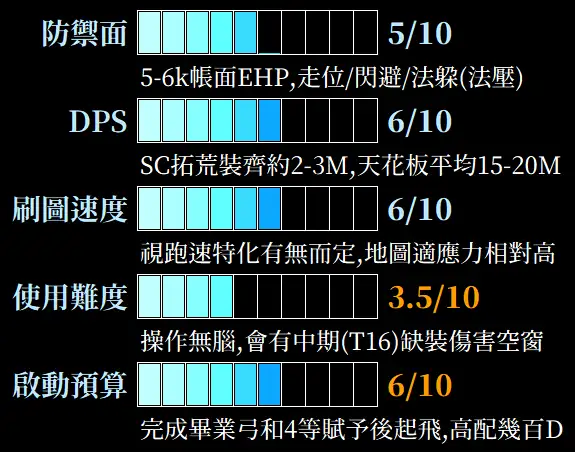 防禦面 5/10
5-6k帳面EHP,走位/閃避/法躲(法壓)
DPS 6/10
SC拓荒裝齊約2-3M,天花板平均15-20M
刷圖速度 6/10
視跑速特化有無而定,地圖適應力相對高
使用難度 3.5/10
操作無腦,會有中期(T16)缺裝傷害空窗
啟動預算 6/10
完成畢業弓和4等賦予後起飛,高配幾百D